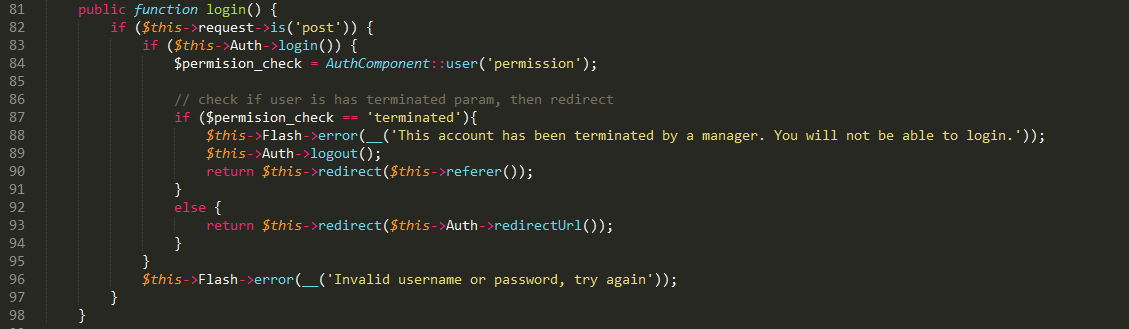 81 public function login() {
82 if ($this->request->is('post')) {
83 if ($this->Auth->login()) {
84 $permision_check = AuthComponent::user('permission');
85
86 // check if user is has terminated param, then redirect
87 if ($permision_check == 'terminated'){
88 $this->Flash->error(__('This account has been terminated by a manager. You will not be able to login.'));
89 $this->Auth->logout();
90 return $this->redirect($this->referer());
91 }
92 else {
93 return $this->redirect($this->Auth->redirectUrl());
94 }
95 }
96 $this->Flash->error(__('Invalid username or password, try again'));
97 }
98 }